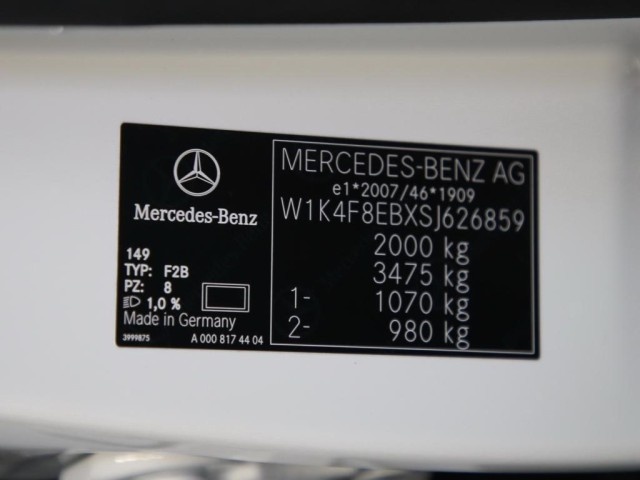 Mercedes-Benz
149
TYP: F2B
PZ: 8
1,0 %
Made in Germany
3999875 A 000 817 44 04
MERCEDES-BENZ AG
e1*2007/46*1909
W1K4F8EBXSJ626859
2000 kg
3475 kg
1- 1070 kg
2- 980 kg